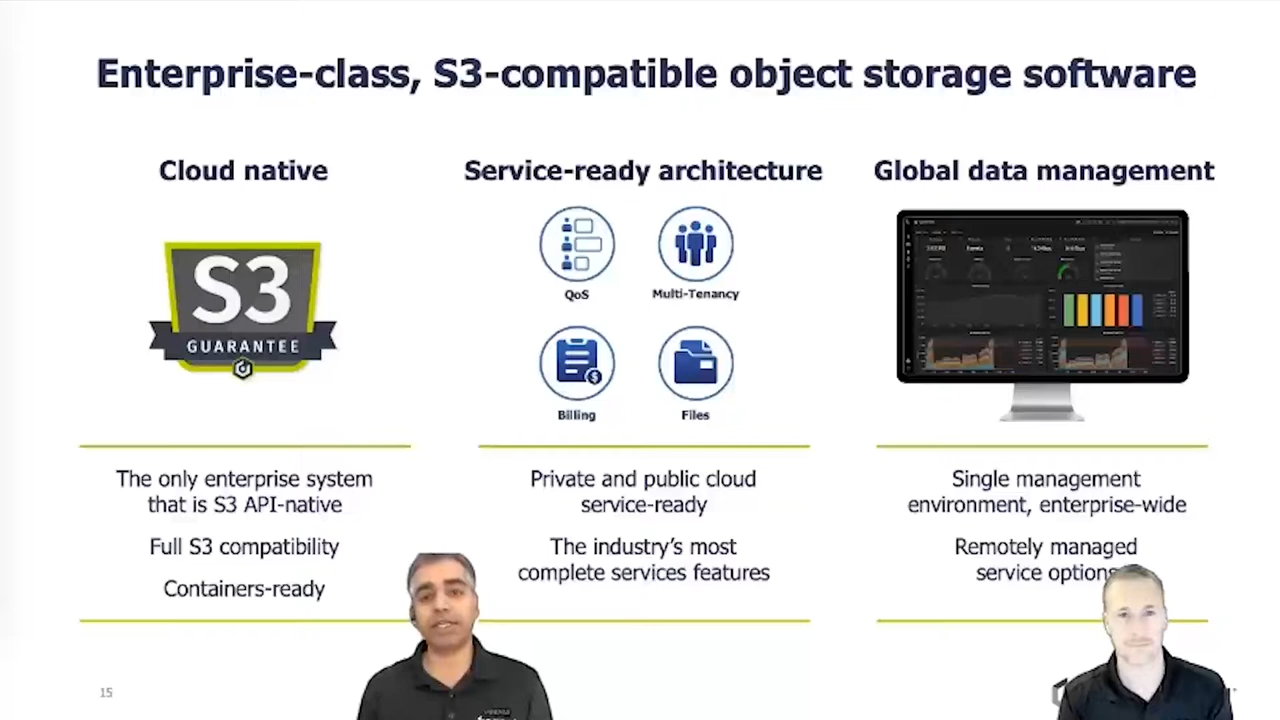 Enterprise-class, S3-compatible object storage software
Cloud native
S3
GUARANTEE
The only enterprise system
that is S3 API-native
Full S3 compatibility
Containers-ready
Service-ready architecture
QoS
Multi-Tenancy
Billing
Files
Private and public cloud
service-ready
The industry's most
complete services features
Global data management
Single management
environment, enterprise-wide
Remotely managed
service options
15